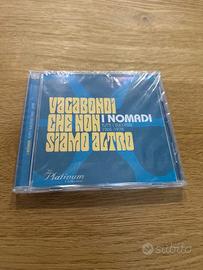 VAGABONDI
CHE NON
SIAMO ALTRO
I NOMADI
Platinum
subito